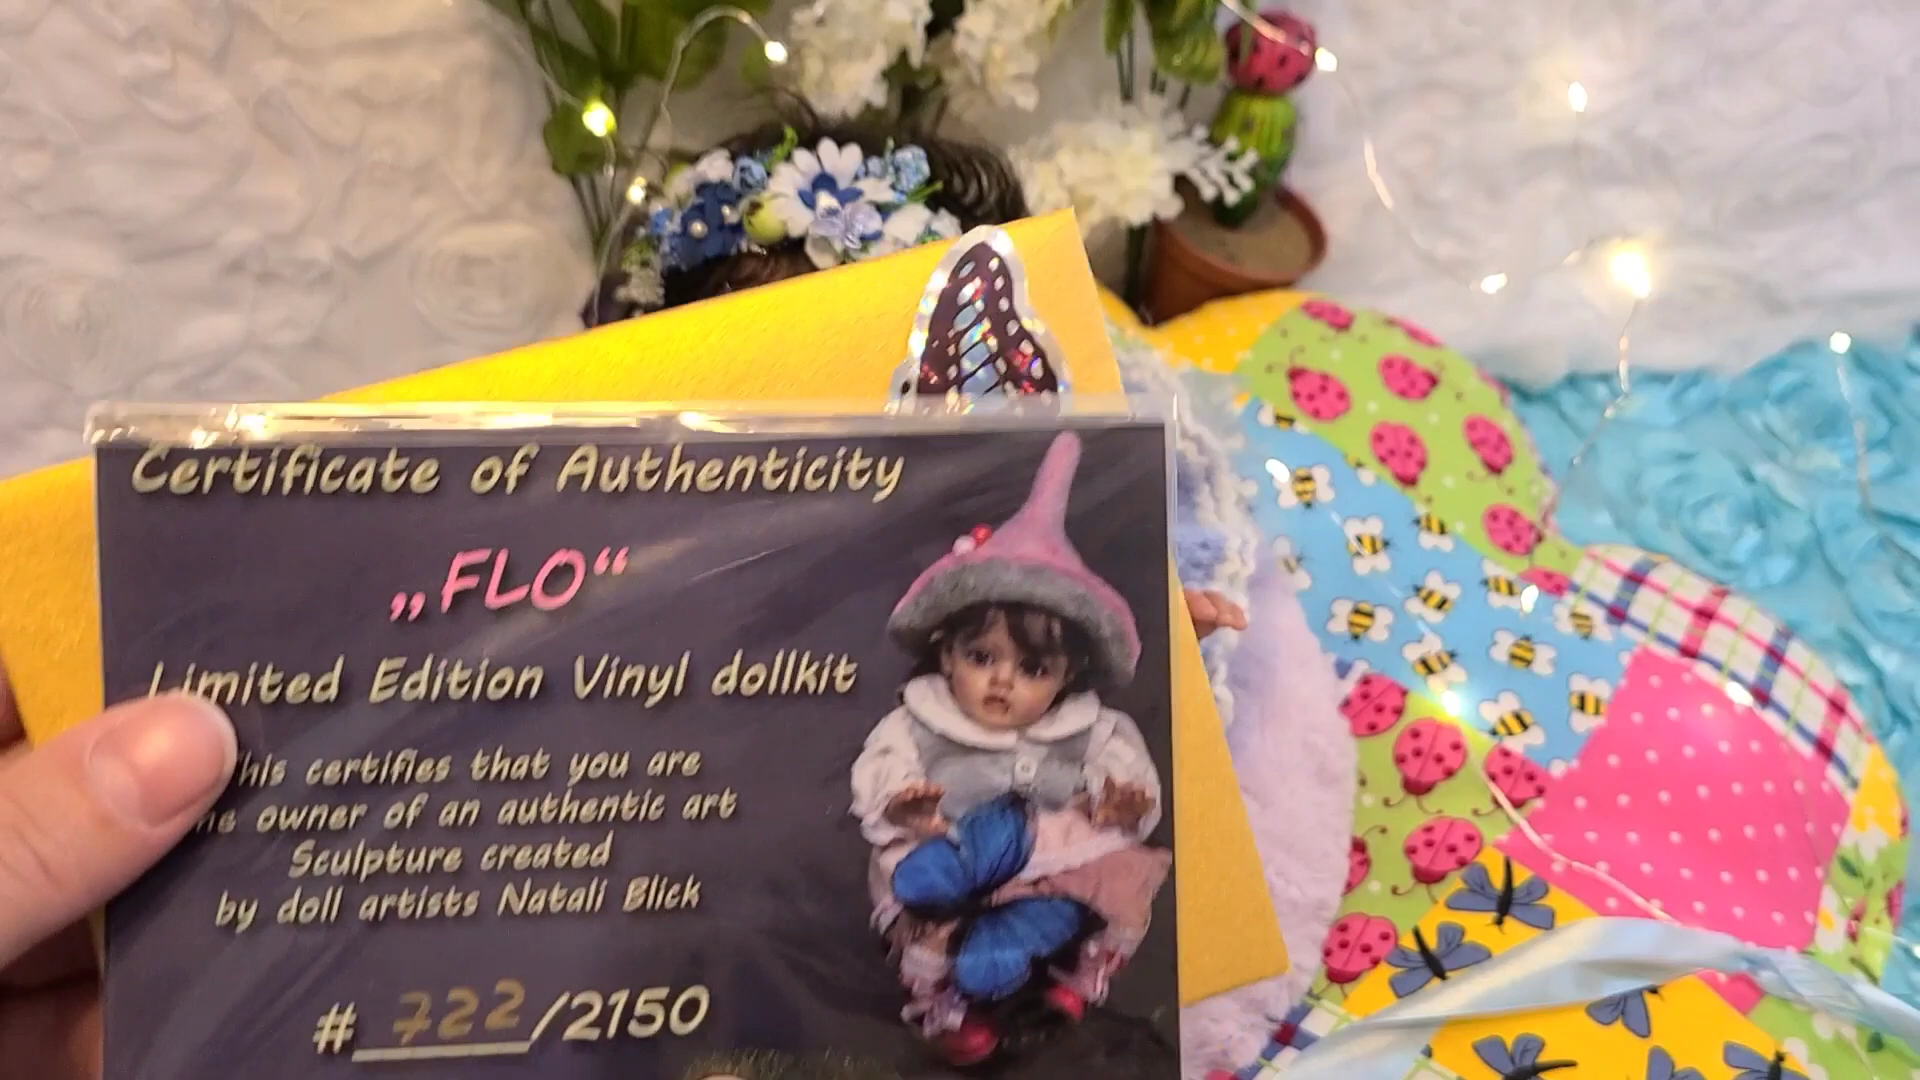 Certificate of Authenticity
„FLO“
Limited Edition Vinyl dollkit
his certifies that you are
owner of an authentic art
Sculpture created
by doll artists Natali Blick
# 722/2150